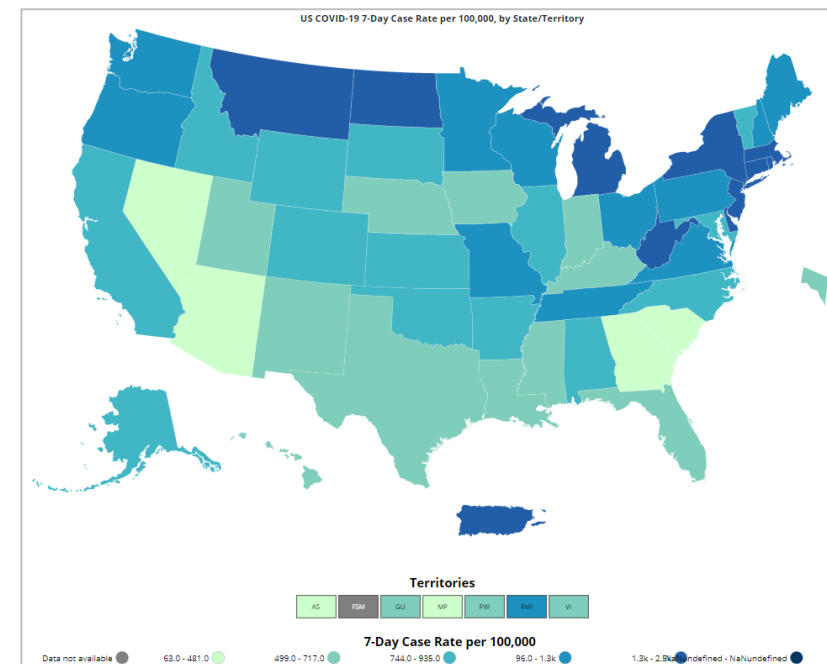 US COVID-19 7-Day Case Rate per 100,000, by State/Territory
Territories
AS FSM GU MP PW RMI VI
7-Day Case Rate per 100,000
Data not available 63.0 - 481.0 499.0 - 717.0 744.0 - 935.0 96.0 - 1.3k 1.3k - 2.5k NaNundefined - NaNundefined